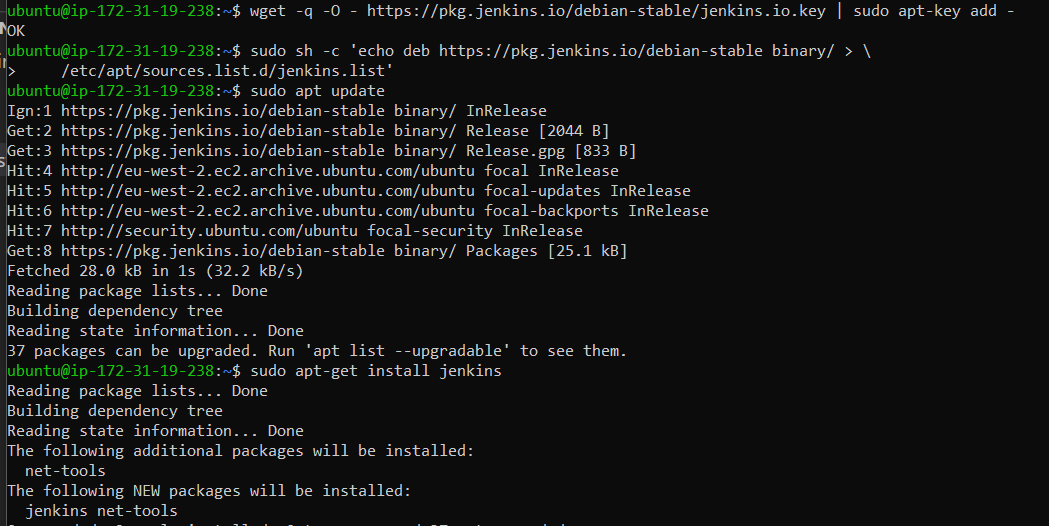 ubuntu@ip-172-31-19-238:~$ wget -q -O - https://pkg.jenkins.io/debian-stable/jenkins.io.key | sudo apt-key add -
OK
ubuntu@ip-172-31-19-238:~$ sudo sh -c 'echo deb https://pkg.jenkins.io/debian-stable binary/ > \
>     /etc/apt/sources.list.d/jenkins.list'
ubuntu@ip-172-31-19-238:~$ sudo apt update
Ign:1 https://pkg.jenkins.io/debian-stable binary/ InRelease
Get:2 https://pkg.jenkins.io/debian-stable binary/ Release [2044 B]
Get:3 https://pkg.jenkins.io/debian-stable binary/ Release.gpg [833 B]
Hit:4 http://eu-west-2.ec2.archive.ubuntu.com/ubuntu focal InRelease
Hit:5 http://eu-west-2.ec2.archive.ubuntu.com/ubuntu focal-updates InRelease
Hit:6 http://eu-west-2.ec2.archive.ubuntu.com/ubuntu focal-backports InRelease
Hit:7 http://security.ubuntu.com/ubuntu focal-security InRelease
Get:8 https://pkg.jenkins.io/debian-stable binary/ Packages [25.1 kB]
Fetched 28.0 kB in 1s (32.2 kB/s)
Reading package lists... Done
Building dependency tree
Reading state information... Done
37 packages can be upgraded. Run 'apt list --upgradable' to see them.
ubuntu@ip-172-31-19-238:~$ sudo apt-get install jenkins
Reading package lists... Done
Building dependency tree
Reading state information... Done
The following additional packages will be installed:
  net-tools
The following NEW packages will be installed:
  jenkins net-tools